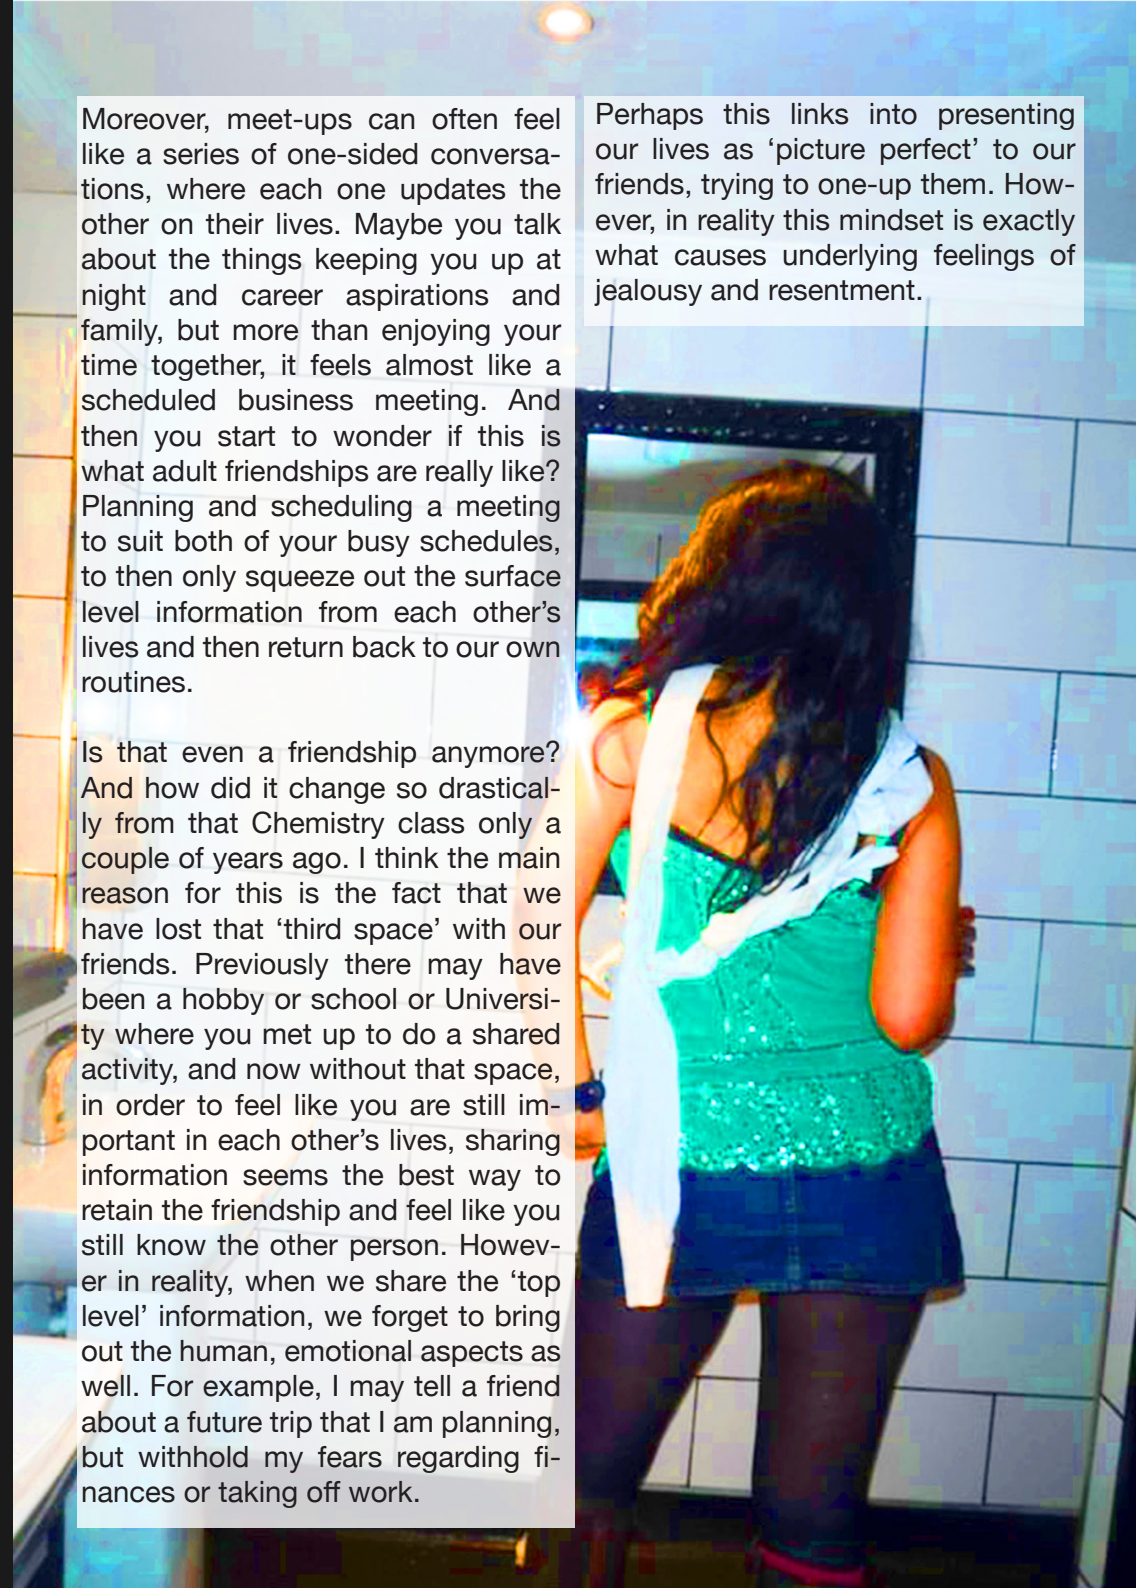 Moreover, meet-ups can often feel
like a series of one-sided conversa-
tions, where each one updates the
other on their lives. Maybe you talk
about the things keeping you up at
night and career aspirations and
family, but more than enjoying your
time together, it feels almost like a
scheduled business meeting. And
then you start to wonder if this is
what adult friendships are really like?
Planning and scheduling a meeting
to suit both of your busy schedules,
to then only squeeze out the surface
level information from each other’s
lives and then return back to our own
routines.
Is that even a friendship anymore?
And how did it change so drastical-
ly from that Chemistry class only a
couple of years ago. I think the main
reason for this is the fact that we
have lost that ‘third space’ with our
friends. Previously there may have
been a hobby or school or Universi-
ty where you met up to do a shared
activity, and now without that space,
in order to feel like you are still im-
portant in each other’s lives, sharing
information seems the best way to
retain the friendship and feel like you
still know the other person. Howev-
er in reality, when we share the ‘top
level’ information, we forget to bring
out the human, emotional aspects as
well. For example, I may tell a friend
about a future trip that I am planning,
but withhold my fears regarding fi-
nances or taking off work.
Perhaps this links into presenting
our lives as ‘picture perfect’ to our
friends, trying to one-up them. How-
ever, in reality this mindset is exactly
what causes underlying feelings of
jealousy and resentment.